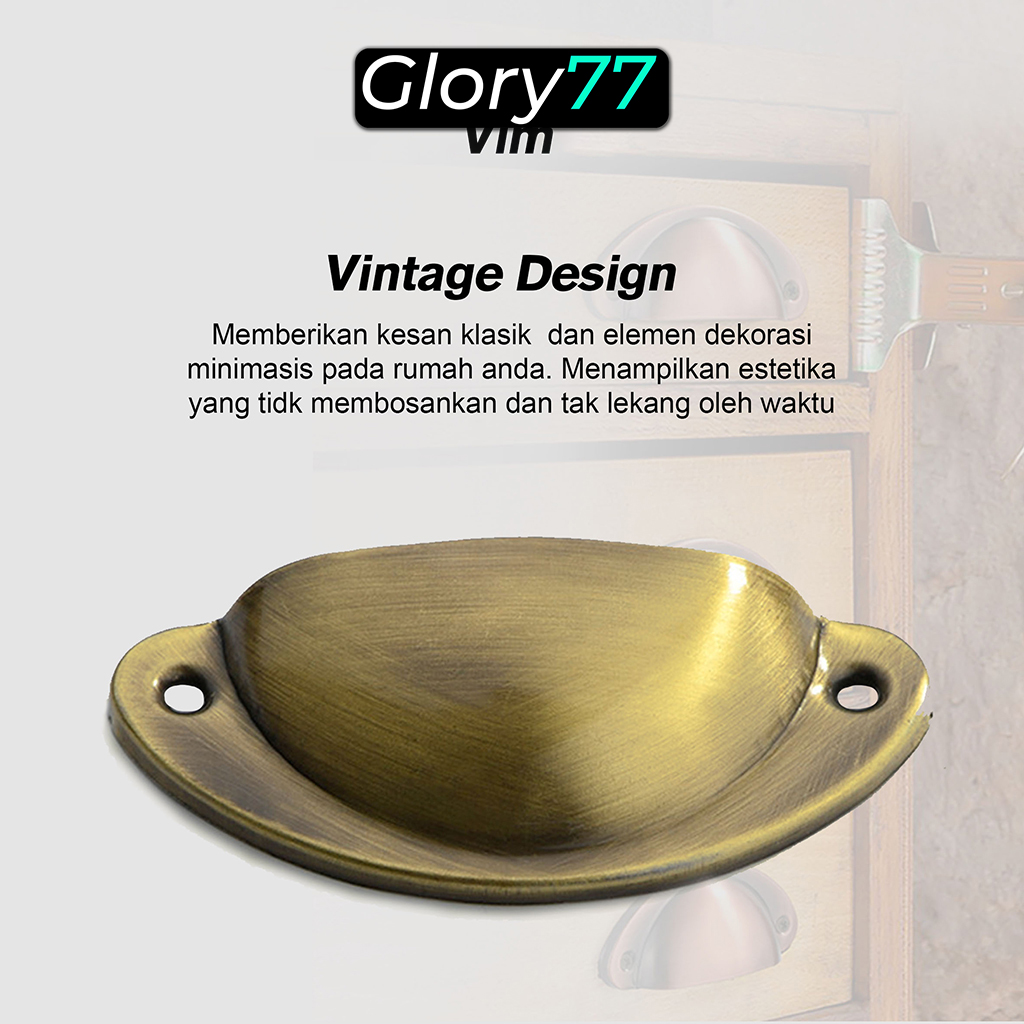 Glory77
Vintage Design
Memberikan kesan klasik dan elemen dekorasi
minimasis pada rumah anda. Menampilkan estetika
yang tidk membosankan dan tak lekang oleh waktu